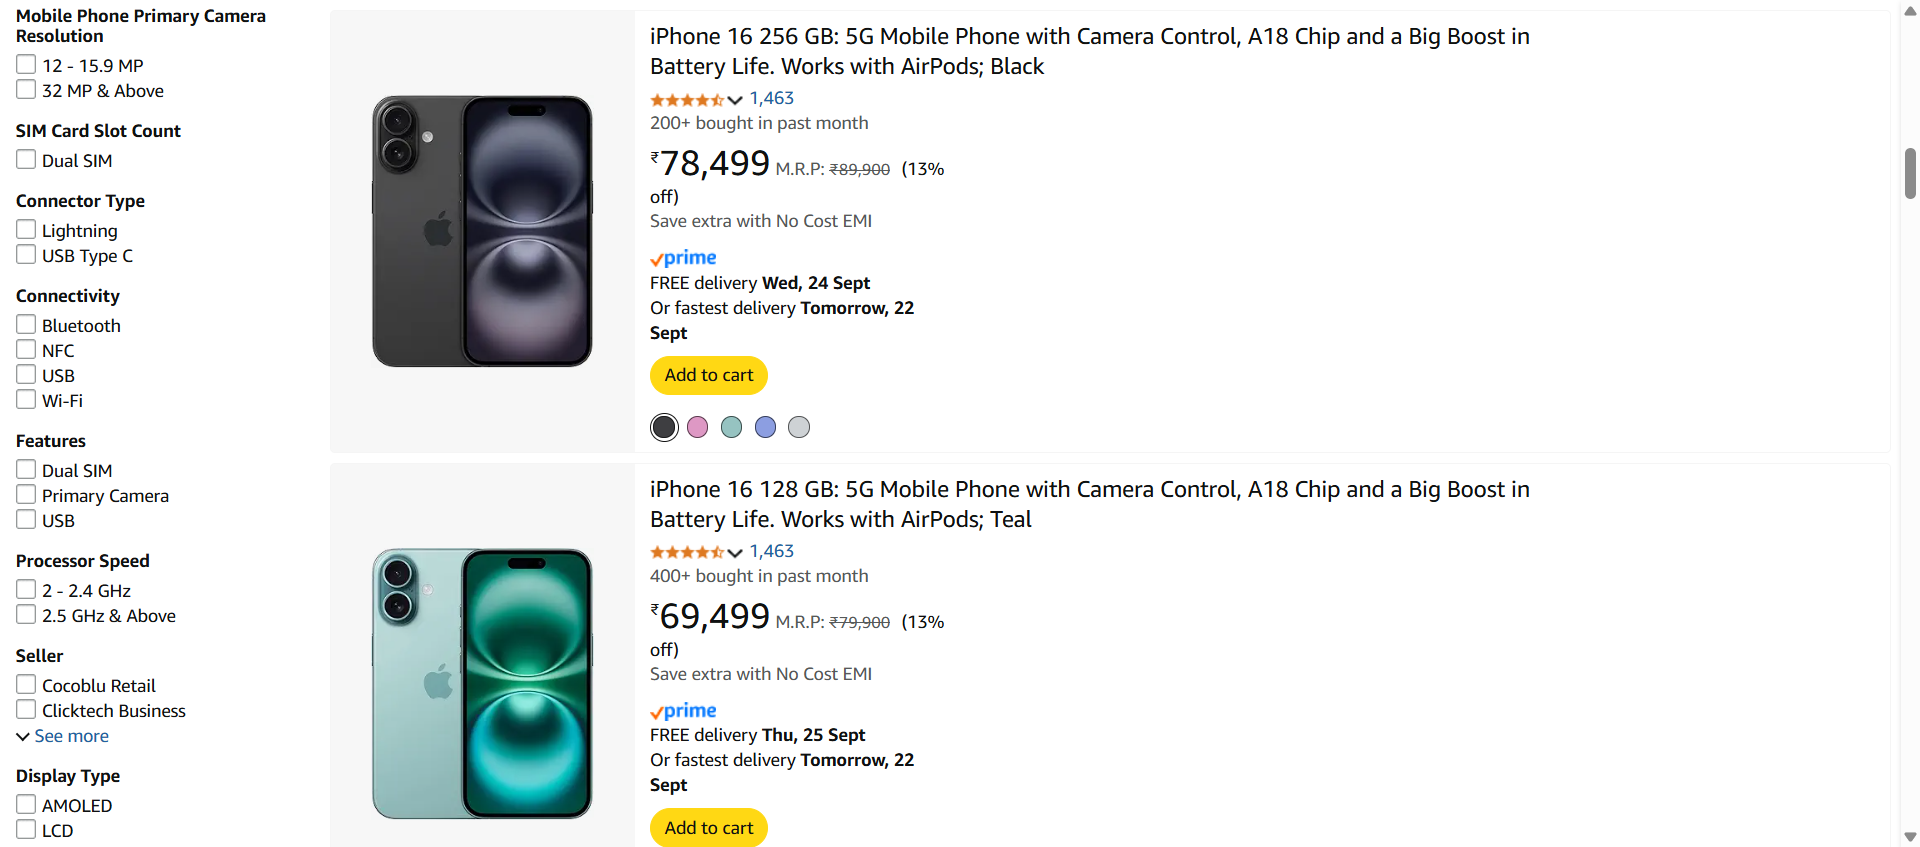 Mobile Phone Primary Camera
Resolution
12 - 15.9 MP
32 MP & Above
SIM Card Slot Count
Dual SIM
Connector Type
Lightning
USB Type C
Connectivity
Bluetooth
NFC
USB
Wi-Fi
Features
Dual SIM
Primary Camera
USB
Processor Speed
2 - 2.4 GHz
2.5 GHz & Above
Seller
Cocoblu Retail
Clicktech Business
See more
Display Type
AMOLED
LCD
iPhone 16 256 GB: 5G Mobile Phone with Camera Control, A18 Chip and a Big Boost in
Battery Life. Works with AirPods; Black
1,463
200+ bought in past month
₹78,499 M.R.P: ₹89,900 (13%
off)
Save extra with No Cost EMI
prime
FREE delivery Wed, 24 Sept
Or fastest delivery Tomorrow, 22
Sept
Add to cart
iPhone 16 128 GB: 5G Mobile Phone with Camera Control, A18 Chip and a Big Boost in
Battery Life. Works with AirPods; Teal
1,463
400+ bought in past month
₹69,499 M.R.P: ₹79,900 (13%
off)
Save extra with No Cost EMI
prime
FREE delivery Thu, 25 Sept
Or fastest delivery Tomorrow, 22
Sept
Add to cart